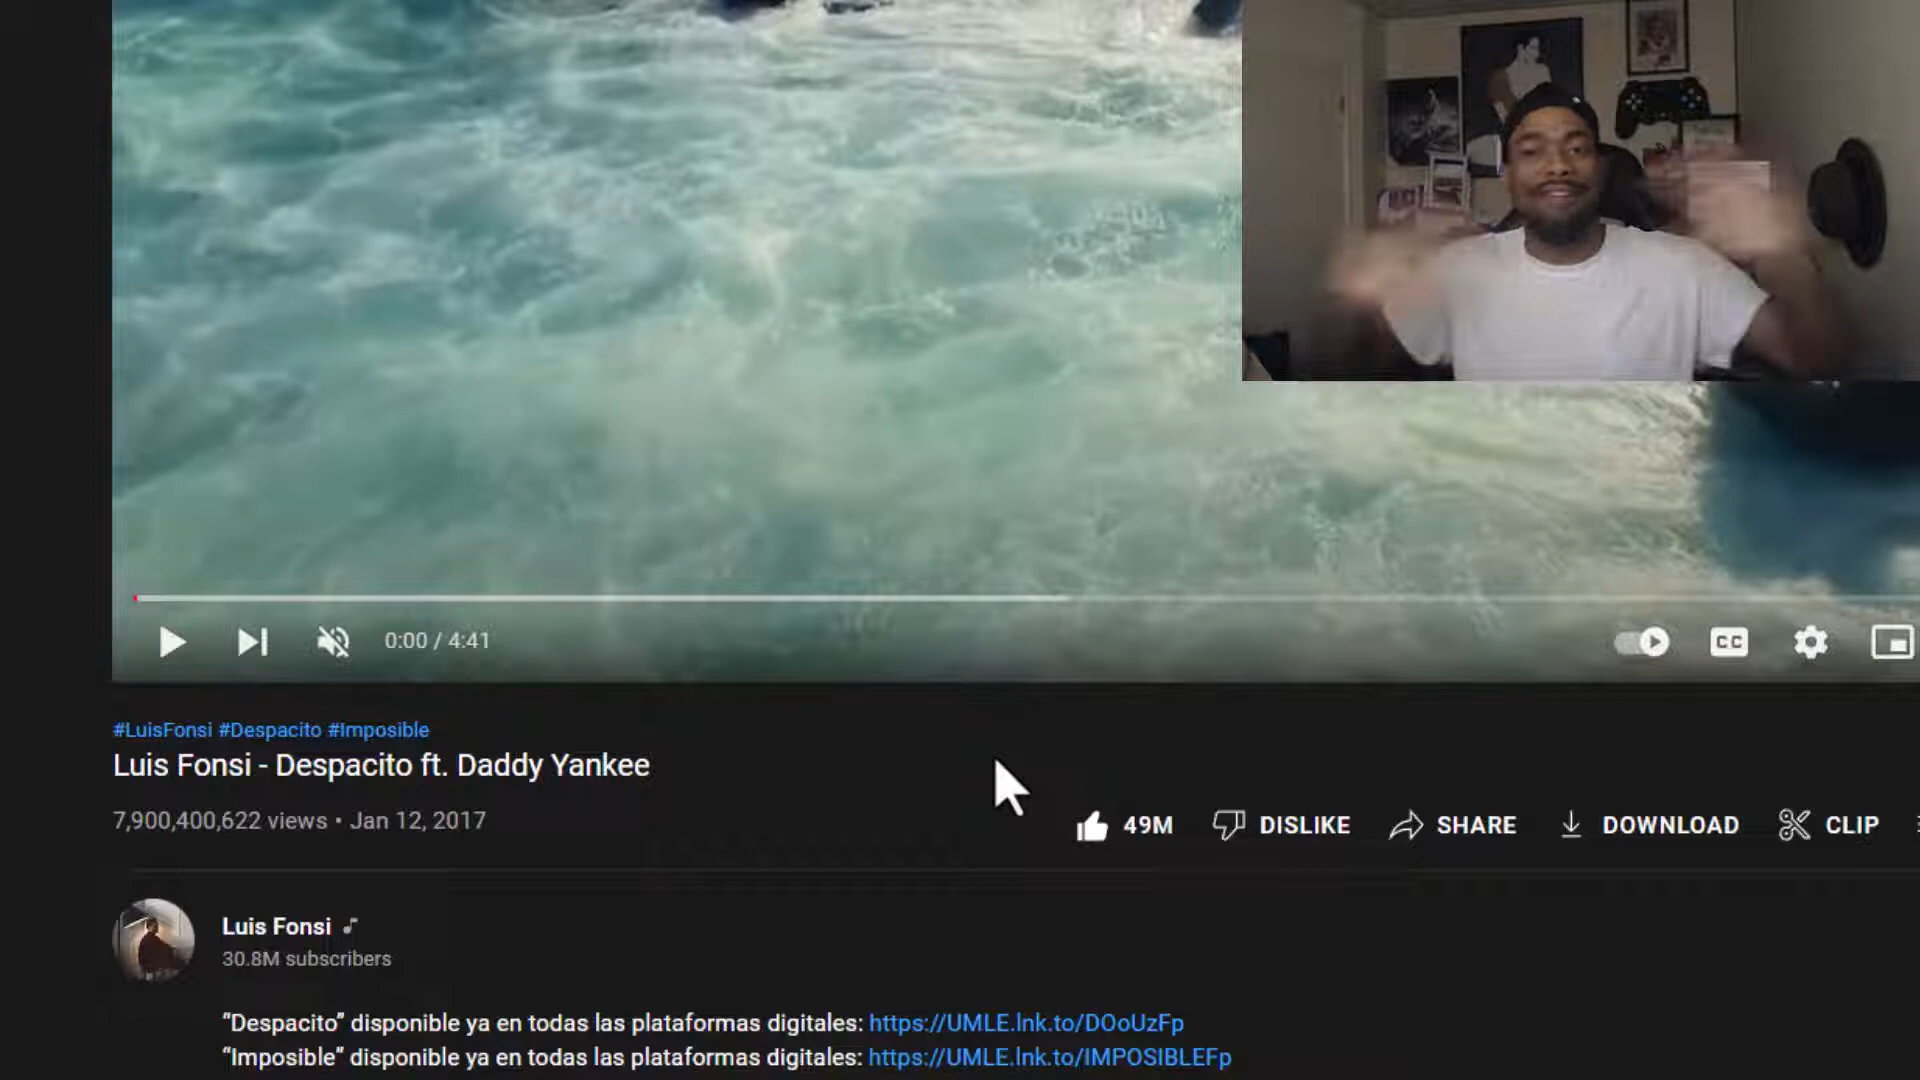 0:00 / 4:41
CC
#LuisFonsi #Despacito #Imposible
Luis Fonsi - Despacito ft. Daddy Yankee
7,900,400,622 views • Jan 12, 2017
49M DISLIKE SHARE DOWNLOAD CLIP
Luis Fonsi
30.8M subscribers
“Despacito” disponible ya en todas las plataformas digitales: https://UMLE.lnk.to/DOoUzFp
“Imposible” disponible ya en todas las plataformas digitales: https://UMLE.lnk.to/IMPOSIBLEFp